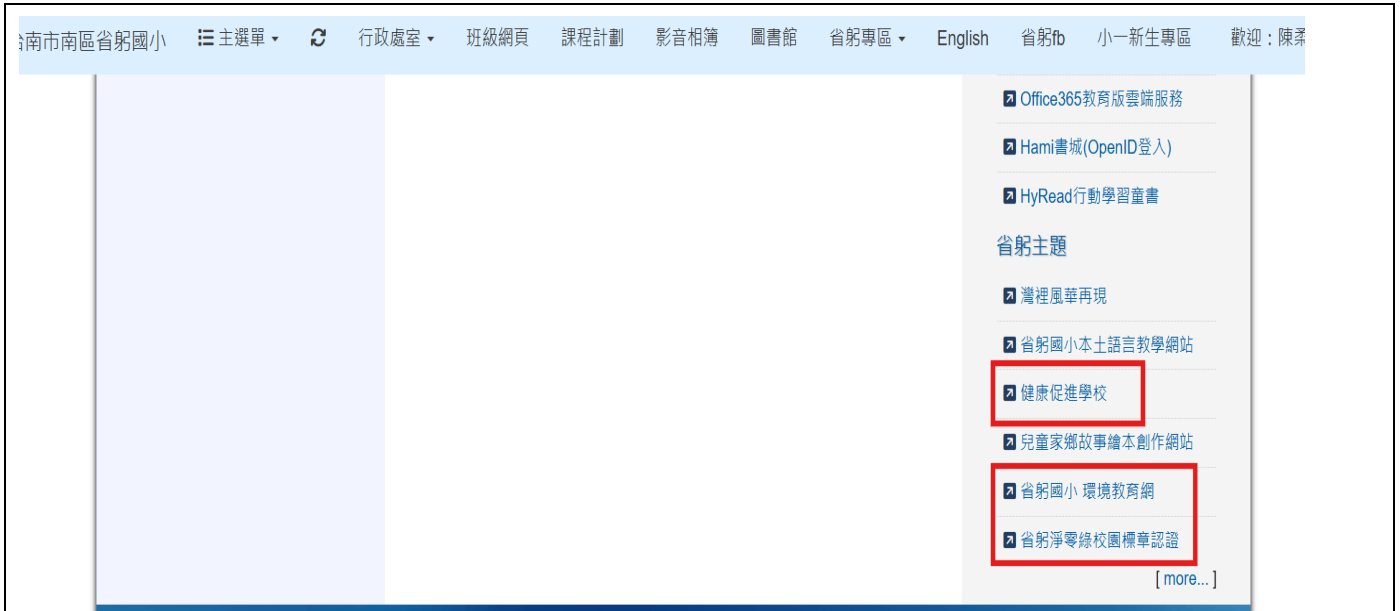 台南市南區省躬國小 主選單 行政處室 班級網頁 課程計劃 影音相簿 圖書館 省躬專區 English 省躬fb 小一新生專區 歡迎：陳柔
Office365教育版雲端服務
Hami書城(OpenID登入)
HyRead行動學習童書
省躬主題
灣裡風華再現
省躬國小本土語言教學網站
健康促進學校
兒童家鄉故事繪本創作網站
省躬國小 環境教育網
省躬淨零綠校園標章認證
[ more... ]